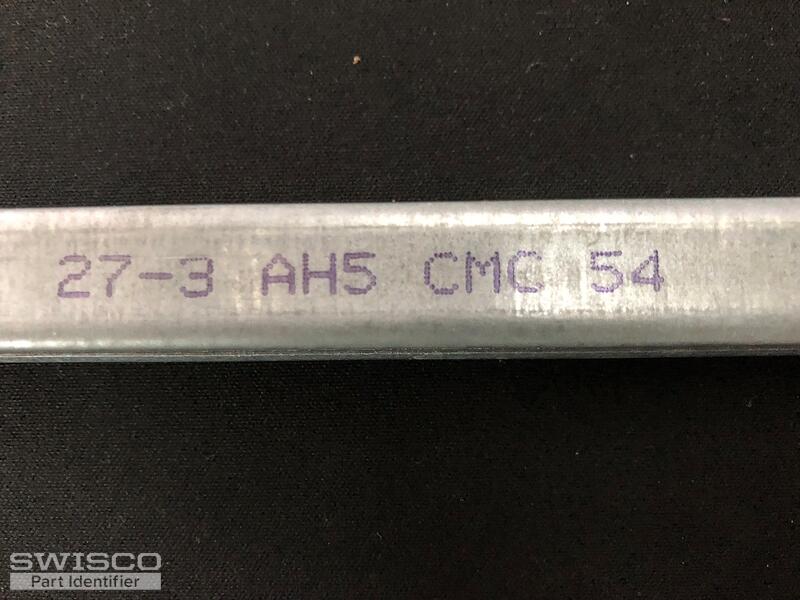 27-3 AH5 CMC 54
SWISCO
Part Identifier